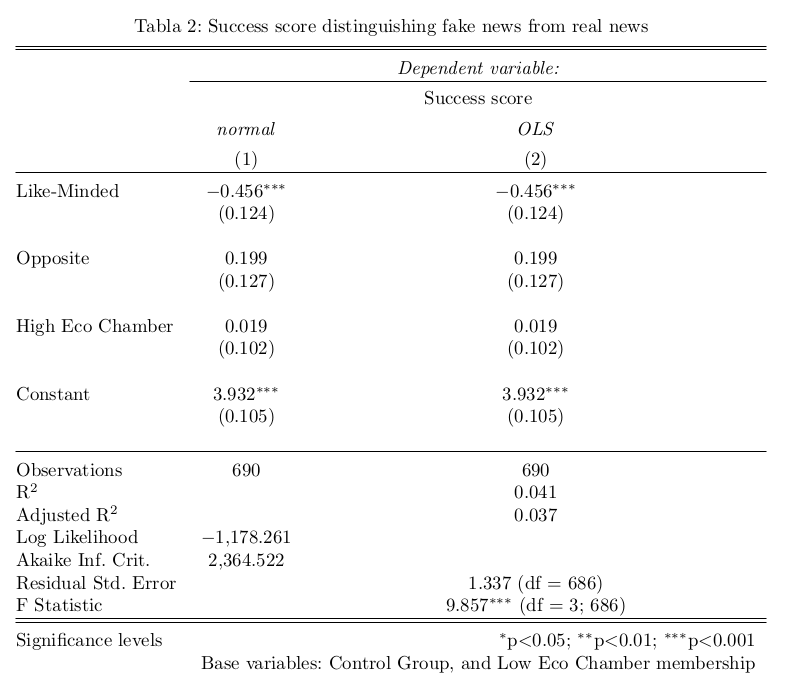 Tabla 2: Success score distinguishing fake news from real news
Dependent variable:
Success score
normal OLS
(1) (2)
Like-Minded −0.456*** −0.456***
(0.124) (0.124)
Opposite 0.199 0.199
(0.127) (0.127)
High Eco Chamber 0.019 0.019
(0.102) (0.102)
Constant 3.932*** 3.932***
(0.105) (0.105)
Observations 690 690
R² 0.041
Adjusted R² 0.037
Log Likelihood −1,178.261
Akaike Inf. Crit. 2,364.522
Residual Std. Error 1.337 (df = 686)
F Statistic 9.857*** (df = 3; 686)
Significance levels *p<0.05; **p<0.01; ***p<0.001
Base variables: Control Group, and Low Eco Chamber membership